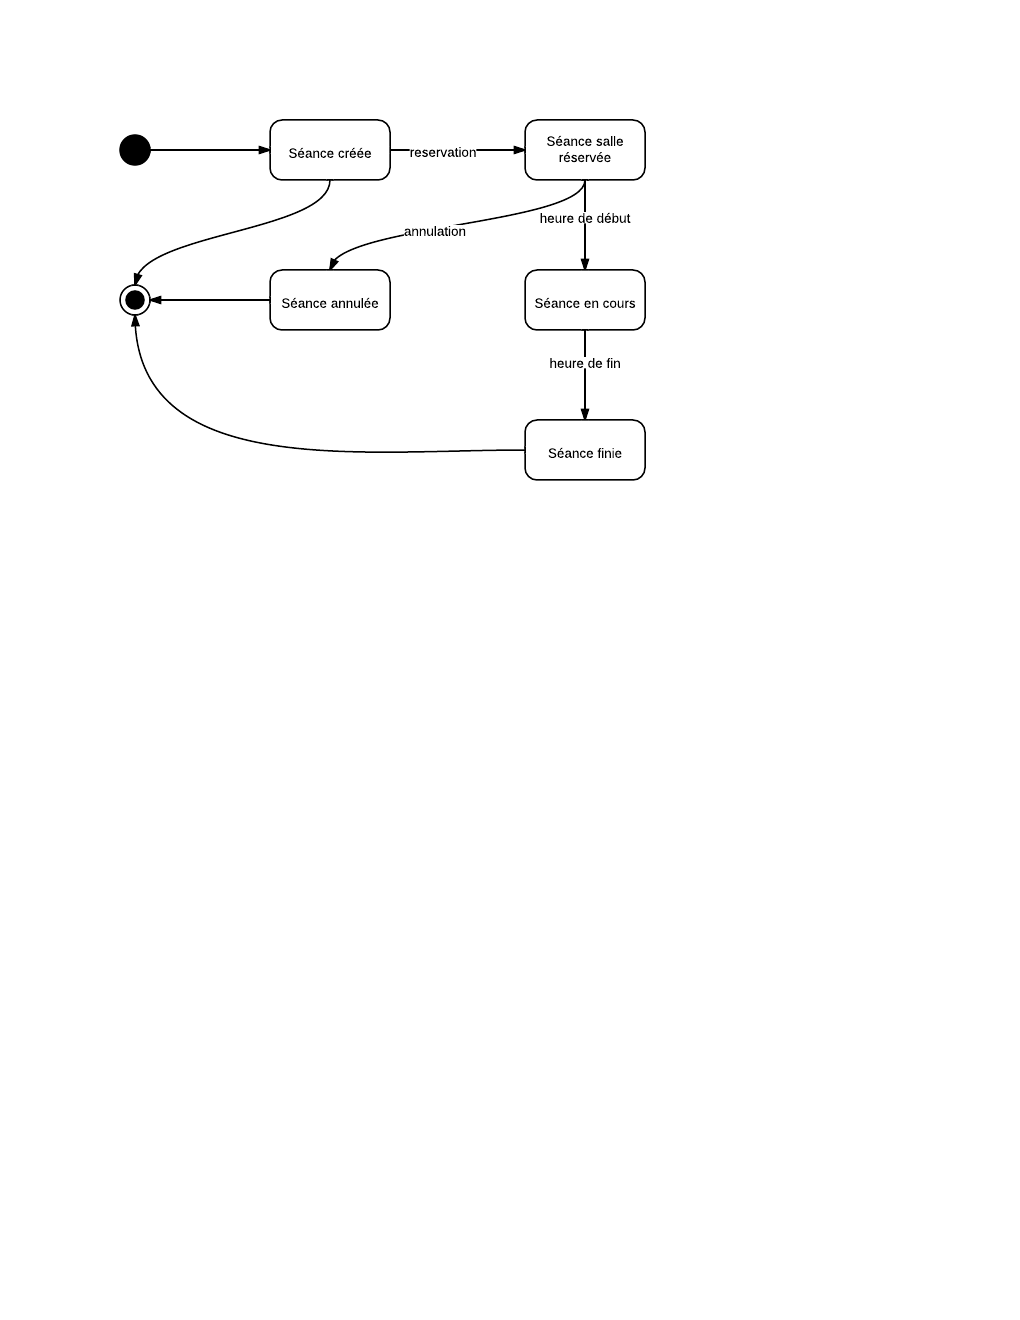 Séance créée
reservation
Séance salle
réservée
heure de début
annulation
Séance annulée
Séance en cours
heure de fin
Séance finie